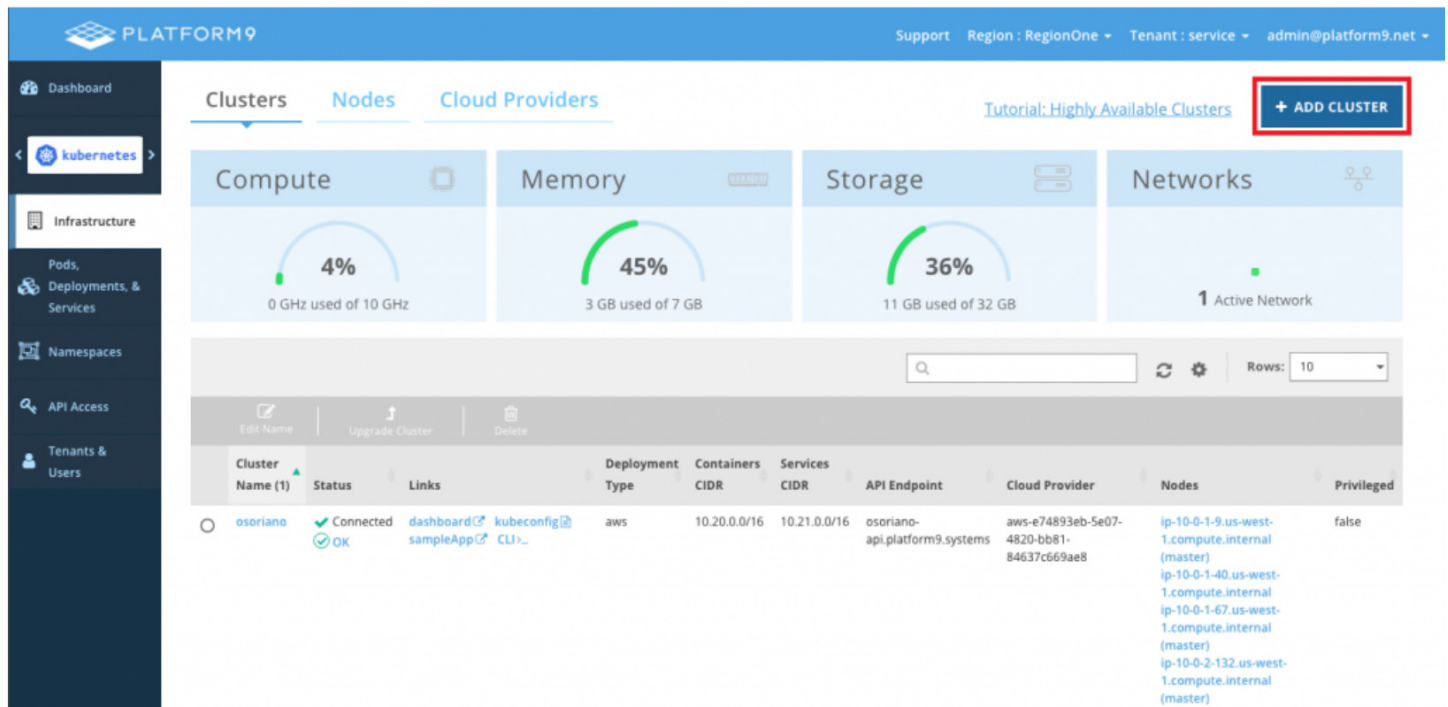 PLATFORM9
Support Region : RegionOne Tenant : service admin@platform9.net
Dashboard
kubernetes
Infrastructure
Pods,
Deployments, &
Services
Namespaces
API Access
Tenants &
Users
Clusters Nodes Cloud Providers
Tutorial: Highly Available Clusters
+ ADD CLUSTER
Compute
4%
0 GHz used of 10 GHz
Memory
45%
3 GB used of 7 GB
Storage
36%
11 GB used of 32 GB
Networks
1 Active Network
Rows: 10
Edit Name Upgrade Cluster Delete
Cluster
Name (1)
Status
Links
Deployment
Type
Containers
CIDR
Services
CIDR
API Endpoint
Cloud Provider
Nodes
Privileged
osoriano
Connected
OK
dashboard kubeconfig
sampleApp CLI
aws
10.20.0.0/16
10.21.0.0/16
osoriano-
api.platform9.systems
aws-e74893eb-5e07-
4820-bb81-
84637c669ae8
ip-10-0-1-9.us-west-
1.compute.internal
(master)
ip-10-0-1-40.us-west-
1.compute.internal
ip-10-0-1-67.us-west-
1.compute.internal
(master)
ip-10-0-2-132.us-west-
1.compute.internal
(master)
false